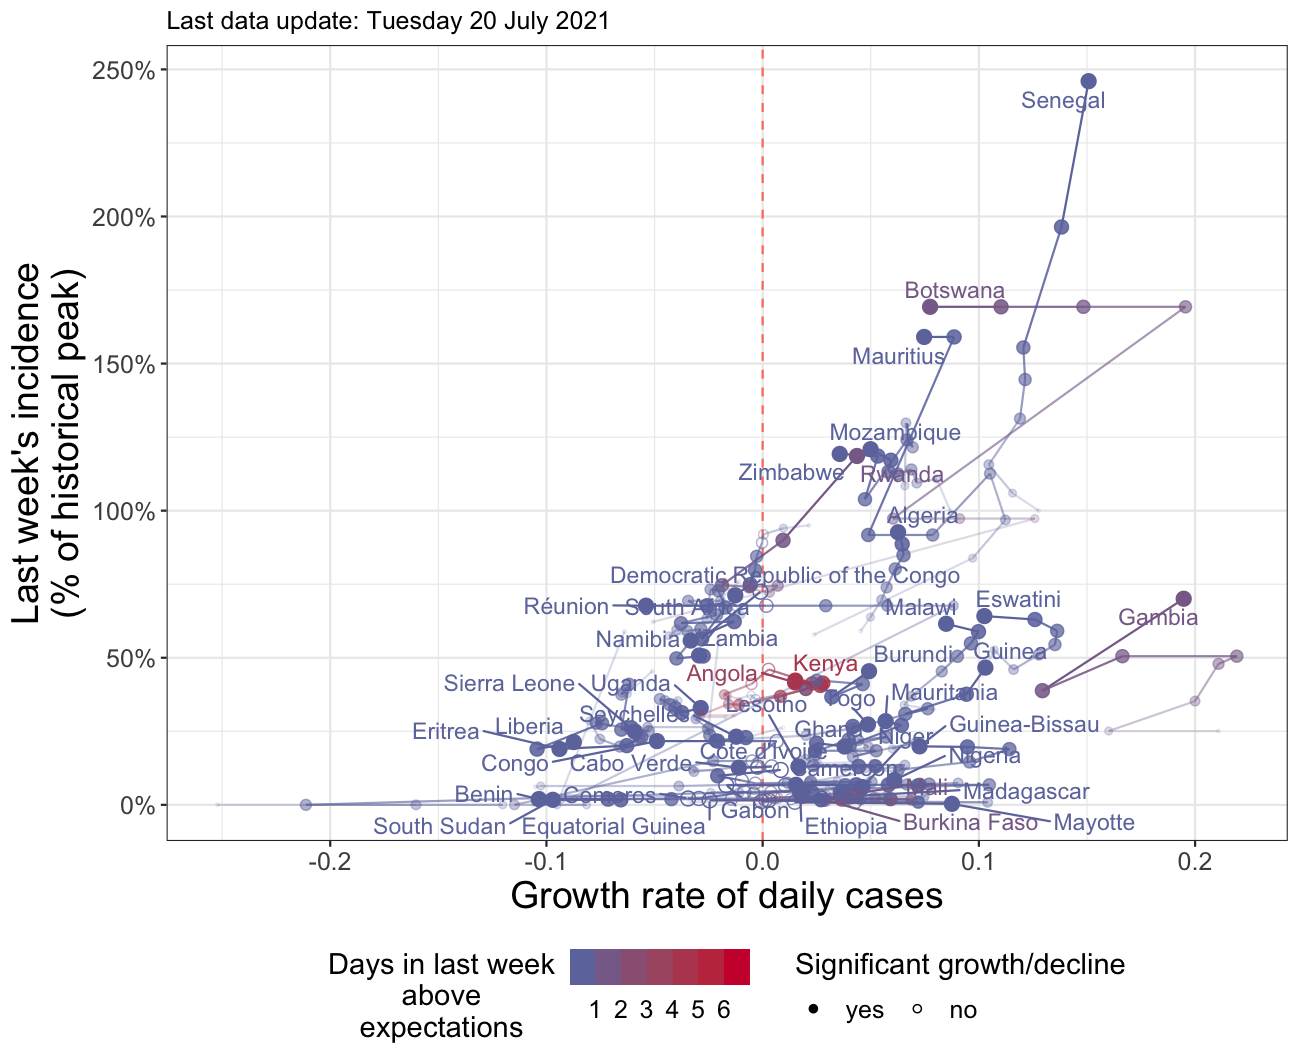 Last data update: Tuesday 20 July 2021
250%
200%
150%
100%
50%
0%
Last week's incidence
(% of historical peak)
Senegal
Botswana
Mauritius
Mozambique
Zimbabwe
Rwanda
Algeria
Democratic Republic of the Congo
Réunion
South Africa
Malawi
Eswatini
Gambia
Namibia
Zambia
Burundi
Guinea
Angola
Kenya
Sierra Leone
Uganda
Togo
Mauritania
Seychelles
Lesotho
Eritrea
Liberia
Ghana
Niger
Guinea-Bissau
Congo
Cabo Verde
Côte d'Ivoire
Cameroon
Nigeria
Benin
Comoros
Mali
Madagascar
South Sudan
Equatorial Guinea
Gabon
Ethiopia
Burkina Faso
Mayotte
-0.2
-0.1
0.0
0.1
0.2
Growth rate of daily cases
Days in last week
above
expectations
1 2 3 4 5 6
Significant growth/decline
yes no